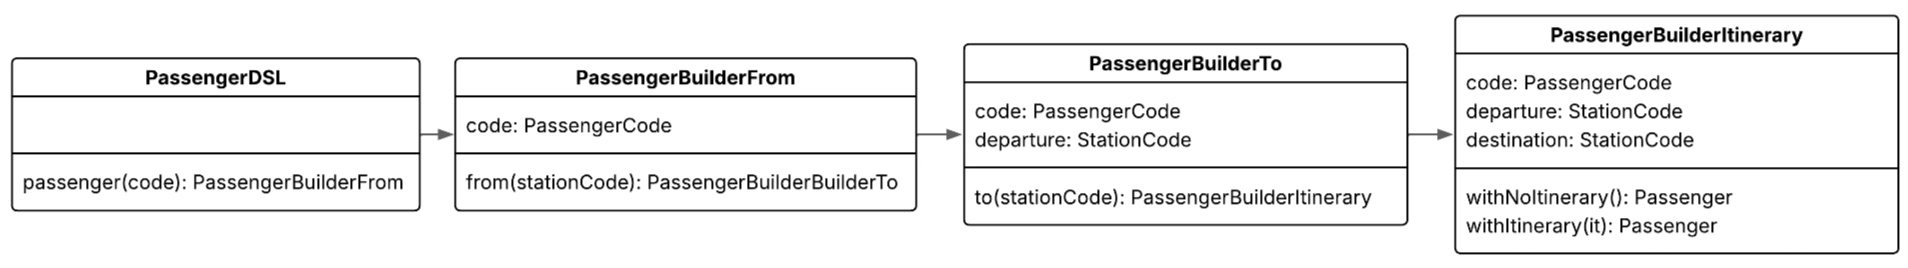 PassengerDSL
passenger(code): PassengerBuilderFrom
PassengerBuilderFrom
code: PassengerCode
from(stationCode): PassengerBuilderBuilderTo
PassengerBuilderTo
code: PassengerCode
departure: StationCode
to(stationCode): PassengerBuilderItinerary
PassengerBuilderItinerary
code: PassengerCode
departure: StationCode
destination: StationCode
withNoItinerary(): Passenger
withItinerary(it): Passenger